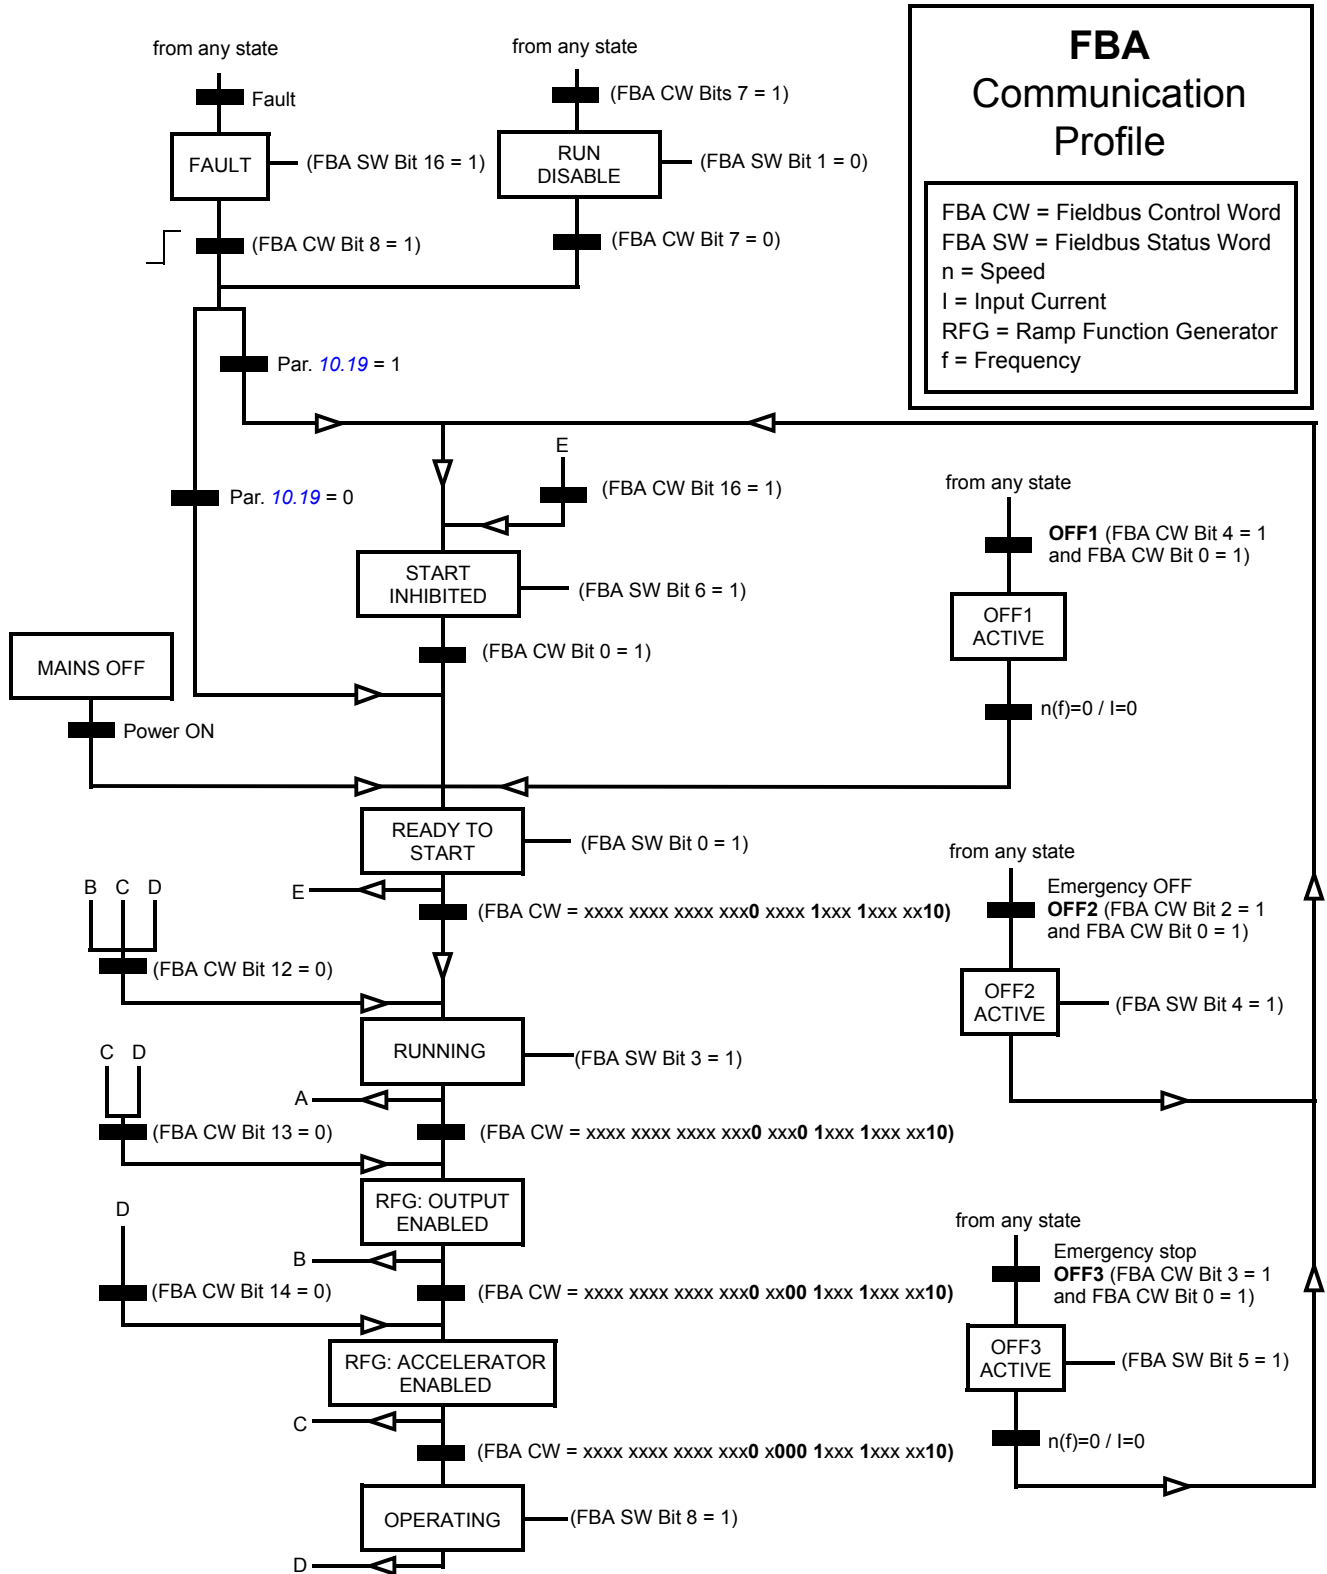 from any state
from any state
FBA
Communication
Profile
Fault
(FBA CW Bits 7 = 1)
FAULT
(FBA SW Bit 16 = 1)
RUN
DISABLE
(FBA SW Bit 1 = 0)
FBA CW = Fieldbus Control Word
FBA SW = Fieldbus Status Word
n = Speed
I = Input Current
RFG = Ramp Function Generator
f = Frequency
(FBA CW Bit 8 = 1)
(FBA CW Bit 7 = 0)
Par. 10.19 = 1
E
Par. 10.19 = 0
(FBA CW Bit 16 = 1)
from any state
OFF1 (FBA CW Bit 4 = 1
and FBA CW Bit 0 = 1)
START
INHIBITED
(FBA SW Bit 6 = 1)
OFF1
ACTIVE
(FBA CW Bit 0 = 1)
MAINS OFF
n(f)=0 / I=0
Power ON
READY TO
START
(FBA SW Bit 0 = 1)
from any state
B C D
E
Emergency OFF
OFF2 (FBA CW Bit 2 = 1
and FBA CW Bit 0 = 1)
(FBA CW = xxxx xxxx xxxx xxx0 xxxx 1xxx 1xxx xx10)
(FBA CW Bit 12 = 0)
OFF2
ACTIVE
(FBA SW Bit 4 = 1)
RUNNING
(FBA SW Bit 3 = 1)
C D
A
(FBA CW Bit 13 = 0)
(FBA CW = xxxx xxxx xxxx xxx0 xxx0 1xxx 1xxx xx10)
RFG: OUTPUT
ENABLED
D
from any state
B
Emergency stop
OFF3 (FBA CW Bit 3 = 1
and FBA CW Bit 0 = 1)
(FBA CW Bit 14 = 0)
(FBA CW = xxxx xxxx xxxx xxx0 xx00 1xxx 1xxx xx10)
RFG: ACCELERATOR
ENABLED
OFF3
ACTIVE
(FBA SW Bit 5 = 1)
C
(FBA CW = xxxx xxxx xxxx xxx0 x000 1xxx 1xxx xx10)
n(f)=0 / I=0
OPERATING
(FBA SW Bit 8 = 1)
D